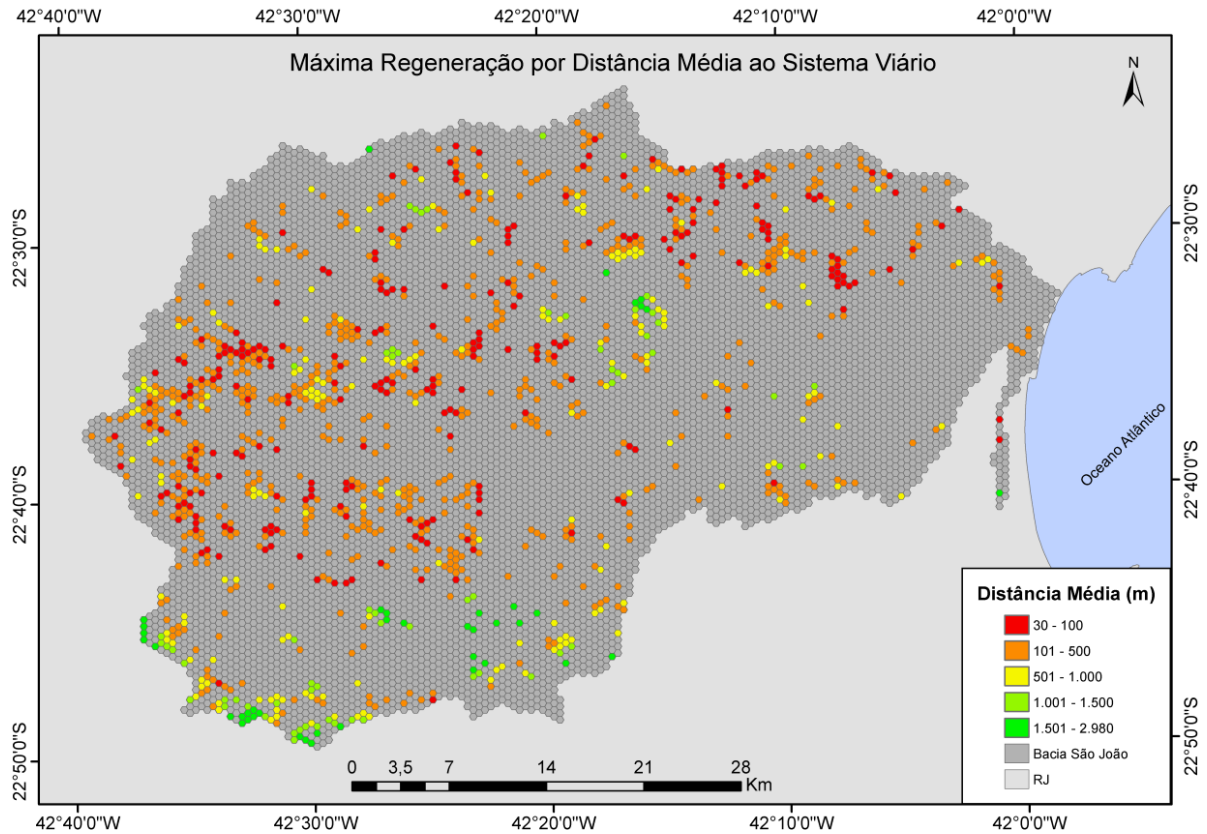 42°40'0"W 42°30'0"W 42°20'0"W 42°10'0"W 42°0'0"W
Máxima Regeneração por Distância Média ao Sistema Viário
N
22°30'0"S 22°30'0"S
22°40'0"S 22°40'0"S
22°50'0"S 22°50'0"S
Oceano Atlântico
Distância Média (m)
30 - 100
101 - 500
501 - 1.000
1.001 - 1.500
1.501 - 2.980
Bacia São João
RJ
0 3,5 7 14 21 28
Km
42°40'0"W 42°30'0"W 42°20'0"W 42°10'0"W 42°0'0"W